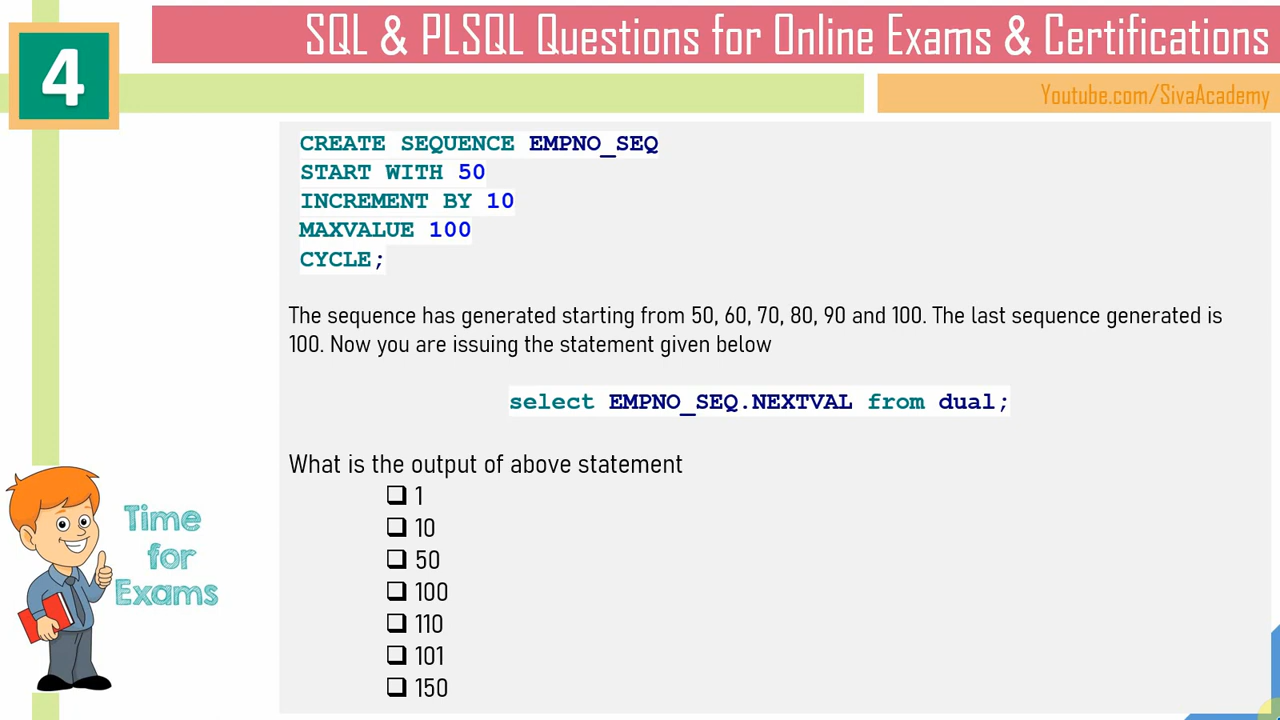 SQL & PLSQL Questions for Online Exams & Certifications
4
Youtube.com/SivaAcademy
CREATE SEQUENCE EMPNO_SEQ
START WITH 50
INCREMENT BY 10
MAXVALUE 100
CYCLE;
The sequence has generated starting from 50, 60, 70, 80, 90 and 100. The last sequence generated is
100. Now you are issuing the statement given below
select EMPNO_SEQ.NEXTVAL from dual;
What is the output of above statement
❑ 1
❑ 10
❑ 50
❑ 100
❑ 110
❑ 101
❑ 150
Time
for
Exams